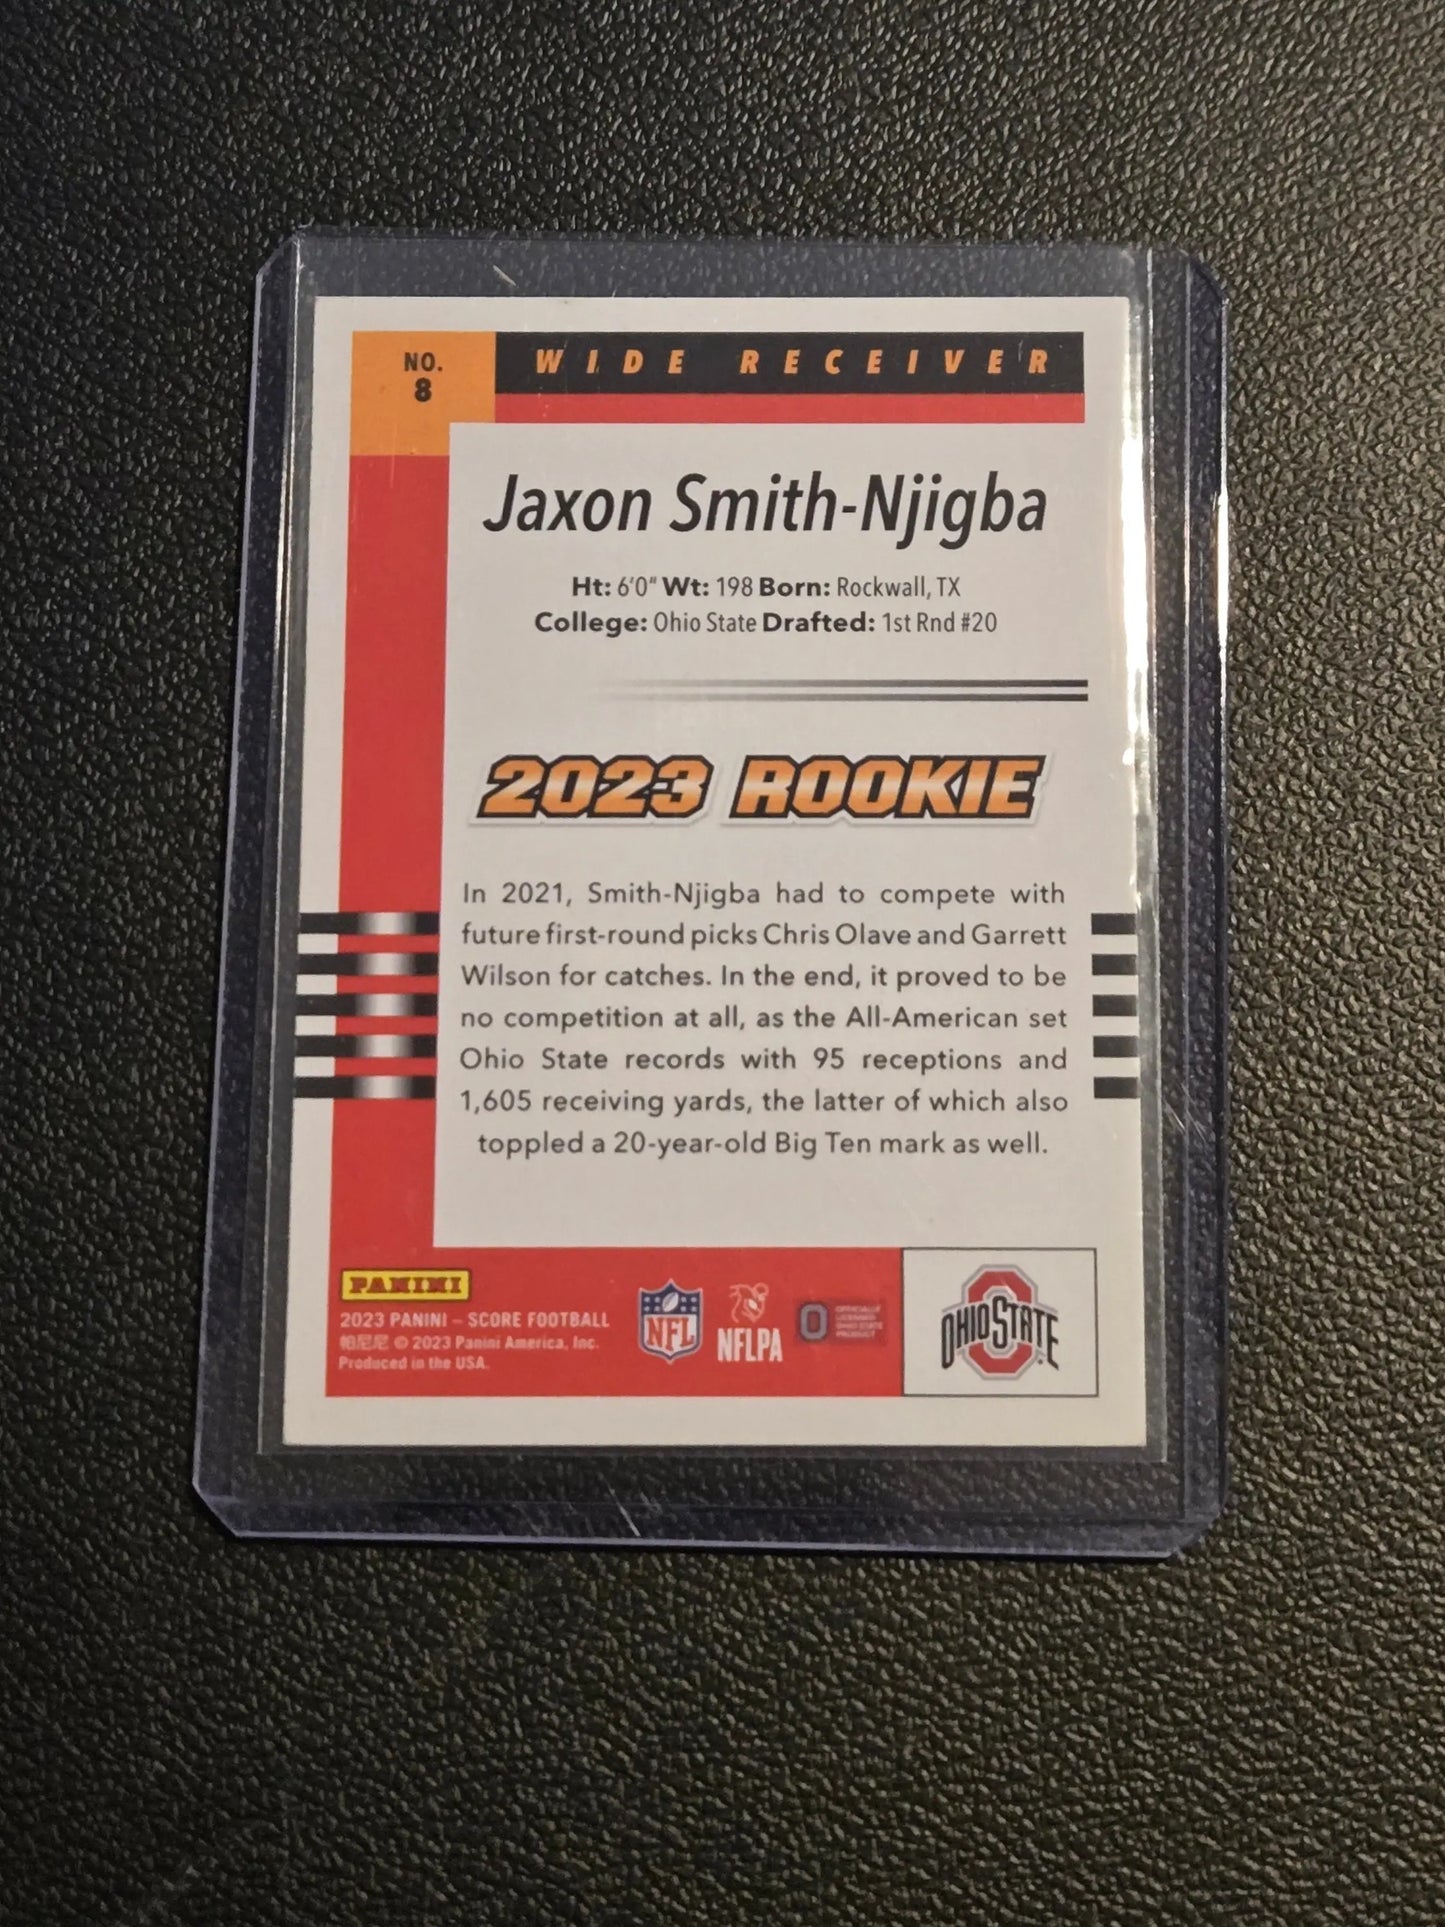 NO.
8
WIDE RECEIVER
Jaxon Smith-Njigba
Ht: 6'0" Wt: 198 Born: Rockwall, TX
College: Ohio State Drafted: 1st Rnd #20
2023 ROOKIE
In 2021, Smith-Njigba had to compete with
future first-round picks Chris Olave and Garrett
Wilson for catches. In the end, it proved to be
no competition at all, as the All-American set
Ohio State records with 95 receptions and
1,605 receiving yards, the latter of which also
toppled a 20-year-old Big Ten mark as well.
PANINI
2023 PANINI – SCORE FOOTBALL
帕尼尼 © 2023 Panini America, Inc.
Produced in the USA.
NFL
NFLPA
O
OFFICIALLY
LICENSED
OHIO STATE
PRODUCT
OHIO STATE